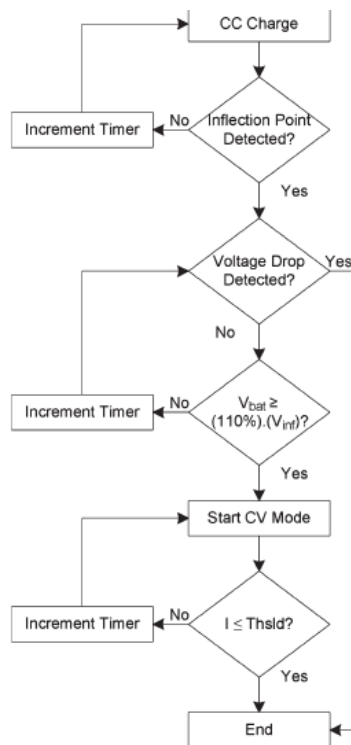 CC Charge
Inflection Point
Detected?
No
Increment Timer
Yes
Voltage Drop
Detected?
Yes
No
V_bat ≥
(110%).(V_inf)?
No
Increment Timer
Yes
Start CV Mode
I ≤ Thsld?
No
Increment Timer
Yes
End